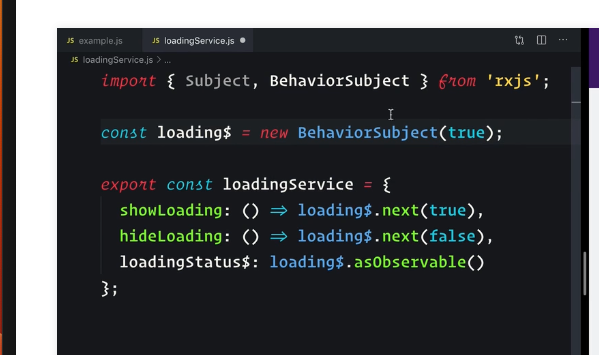 JS example.js JS loadingService.js ●
JS loadingService.js > ...
import { Subject, BehaviorSubject } from 'rxjs';
const loading$ = new BehaviorSubject(true);
export const loadingService = {
showLoading: () => loading$.next(true),
hideLoading: () => loading$.next(false),
loadingStatus$: loading$.asObservable()
};